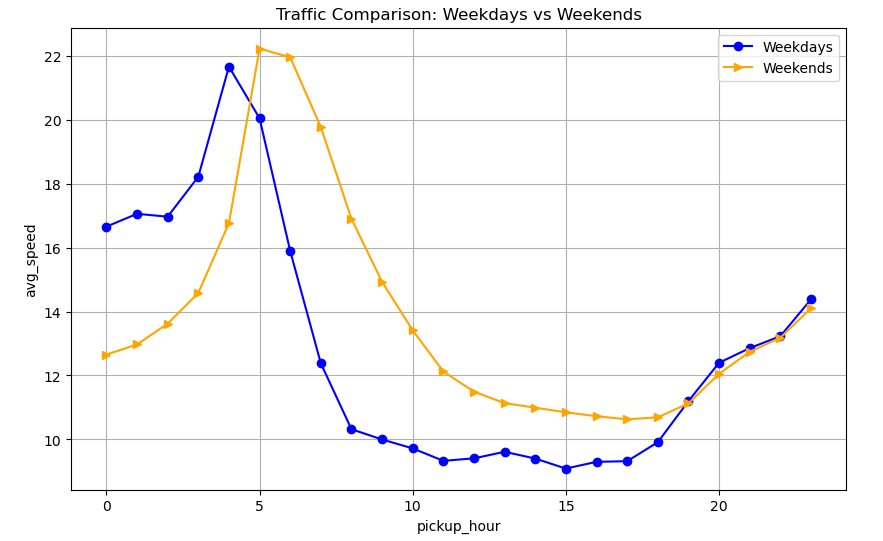 Traffic Comparison: Weekdays vs Weekends
Weekdays
Weekends
avg_speed
22
20
18
16
14
12
10
0
5
10
15
20
pickup_hour